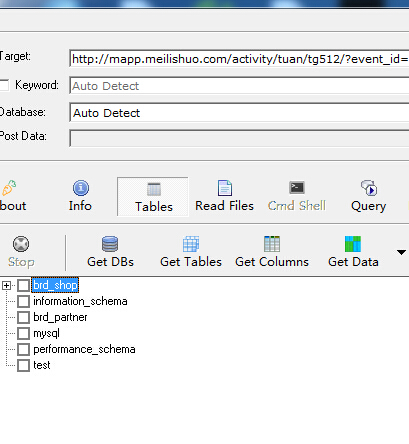 Target: http://mapp.meilishuo.com/activity/tuan/tg512/?event_id=
Keyword: Auto Detect
Database: Auto Detect
Post Data:
About Info Tables Read Files Cmd Shell Query
Stop Get DBs Get Tables Get Columns Get Data
brd_shop
information_schema
brd_partner
mysql
performance_schema
test